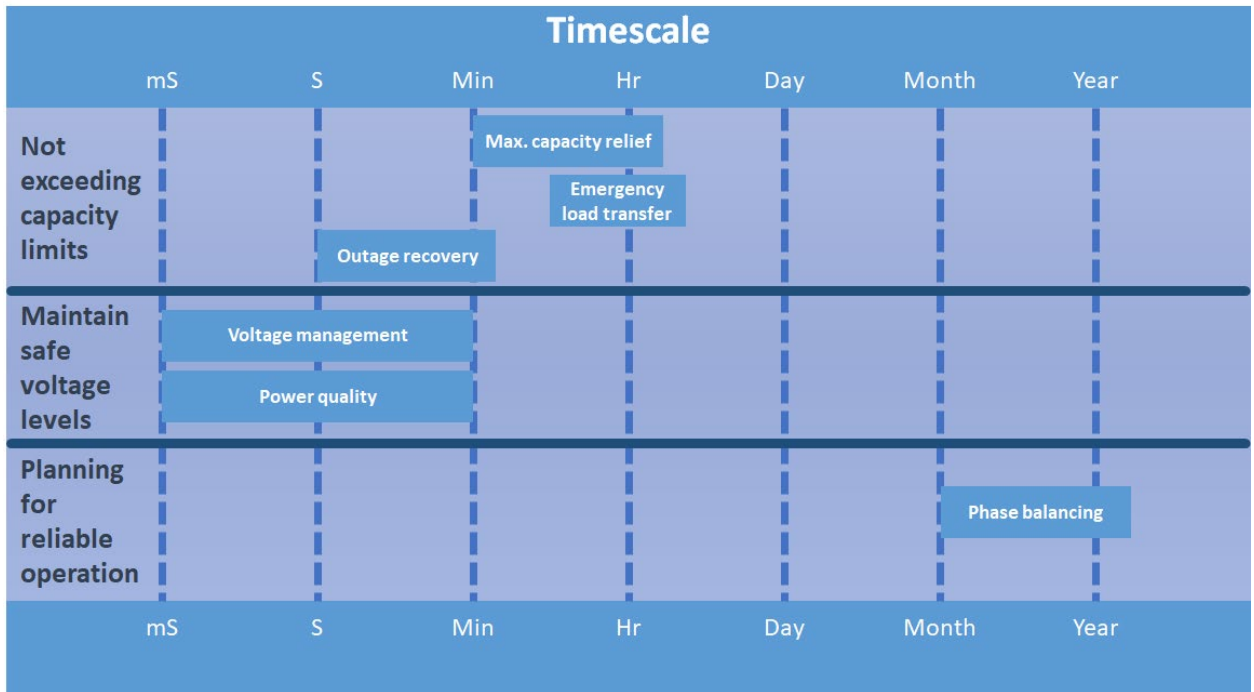 Timescale
mS S Min Hr Day Month Year
Not
exceeding
capacity
limits
Max. capacity relief
Emergency
load transfer
Outage recovery
Maintain
safe
voltage
levels
Voltage management
Power quality
Planning
for
reliable
operation
Phase balancing
mS S Min Hr Day Month Year